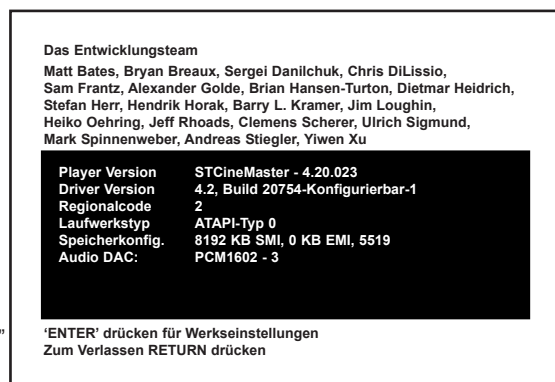 Das Entwicklungsteam
Matt Bates, Bryan Breaux, Sergei Danilchuk, Chris DiLissio,
Sam Frantz, Alexander Golde, Brian Hansen-Turton, Dietmar Heidrich,
Stefan Herr, Hendrik Horak, Barry L. Kramer, Jim Loughin,
Heiko Oehring, Jeff Rhoads, Clemens Scherer, Ulrich Sigmund,
Mark Spinnenweber, Andreas Stiegler, Yiwen Xu
Player Version STCineMaster - 4.20.023
Driver Version 4.2, Build 20754-Konfigurierbar-1
Regionalcode 2
Laufwerkstyp ATAPI-Typ 0
Speicherkonfig. 8192 KB SMI, 0 KB EMI, 5519
Audio DAC: PCM1602 - 3
” ‘ENTER’ drücken für Werkseinstellungen
Zum Verlassen RETURN drücken